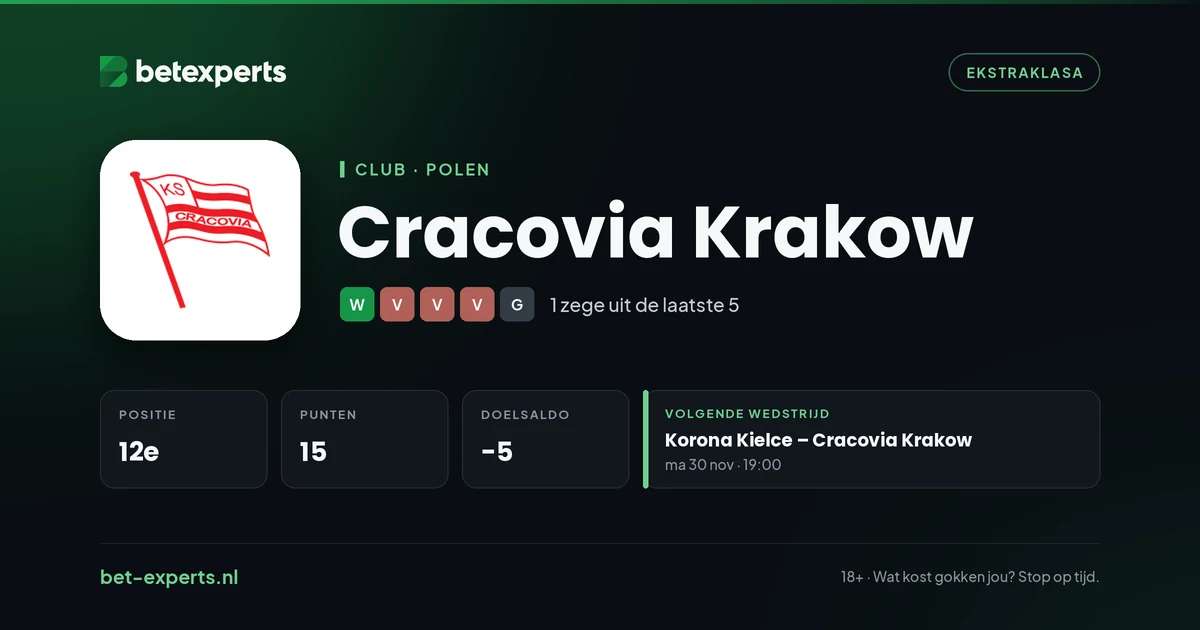 betexperts
EKSTRAKLASA
KS
CRACOVIA
CLUB · POLEN
Cracovia Krakow
W V V V G 1 zege uit de laatste 5
POSITIE
12e
PUNTEN
15
DOELSALDO
-5
VOLGENDE WEDSTRIJD
Korona Kielce – Cracovia Krakow
ma 30 nov · 19:00
bet-experts.nl
18+ · Wat kost gokken jou? Stop op tijd.